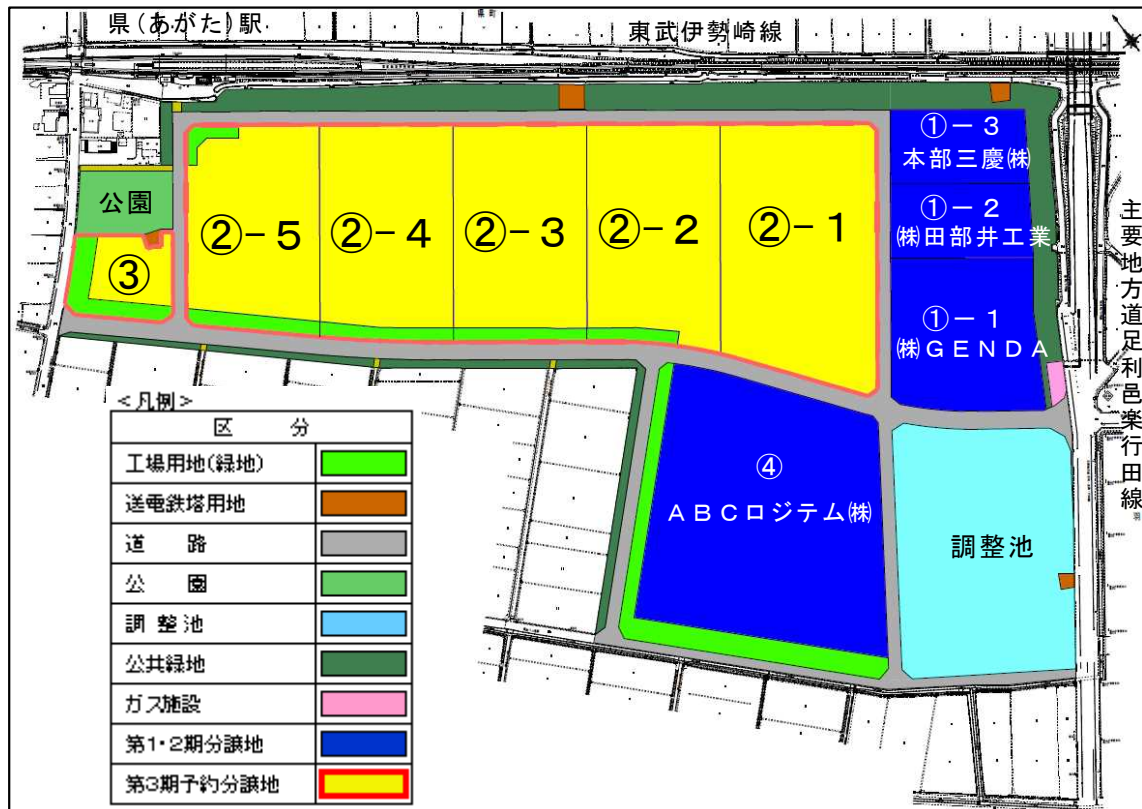 県(あがた)駅
東武伊勢崎線
①-3
本部三慶㈱
①-2
㈱田部井工業
①-1
㈱GENDA
公園
②-5
②-4
②-3
②-2
②-1
③
④
ABCロジテム㈱
調整池
主要地方道足利邑楽行田線
<凡例>
区 分
工場用地(緑地)
送電鉄塔用地
道 路
公 園
調 整 池
公共緑地
ガス施設
第1・2期分譲地
第3期予約分譲地